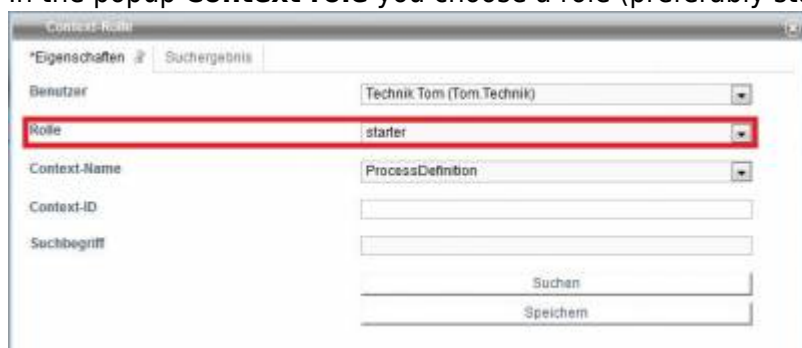 In the popup Context-role you choose a role (preferably
Context-Rolle
*Eigenschaften Suchergebnis
Benutzer Technik Tom (Tom.Technik)
Rolle starter
Context-Name ProcessDefinition
Context-ID
Suchbegriff
Suchen
Speichern